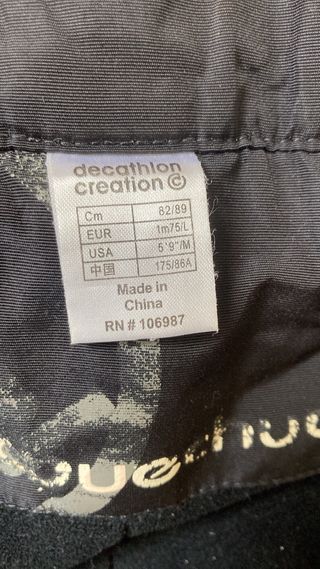 decathlon
creation ©
Cm 82/89
EUR 1m75/L
USA 5'9"/M
中国 175/86A
Made in
China
RN # 106987
Quechua